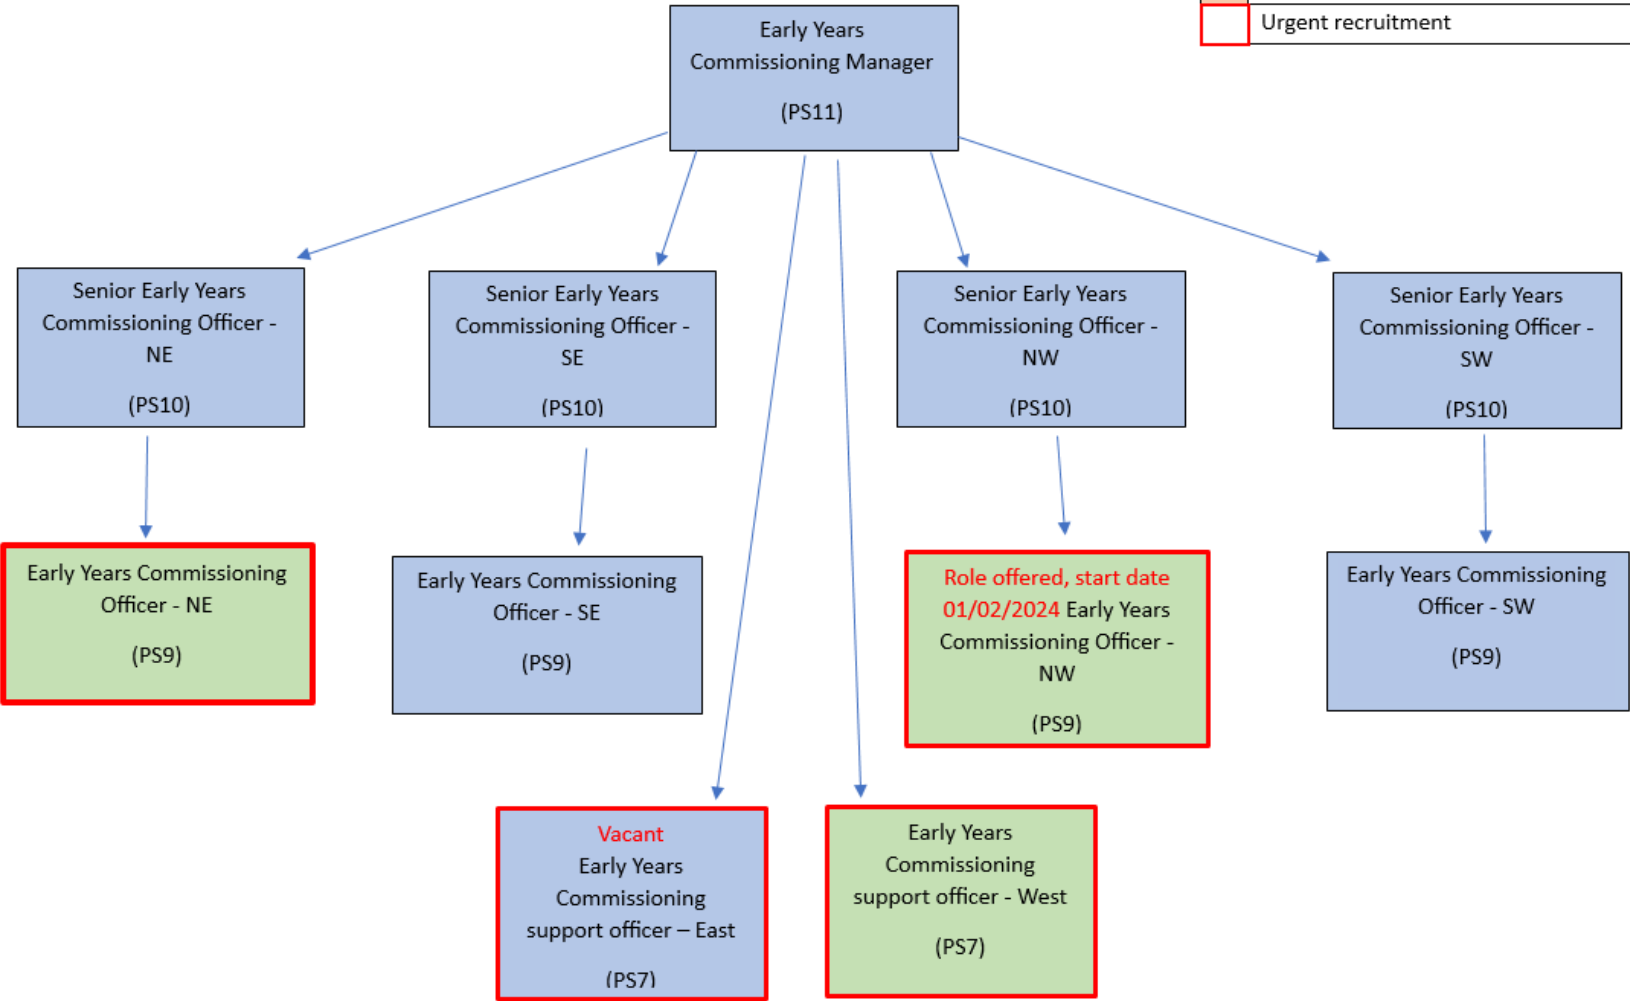 Urgent recruitment
Early Years
Commissioning Manager
(PS11)
Senior Early Years
Commissioning Officer -
NE
(PS10)
Senior Early Years
Commissioning Officer -
SE
(PS10)
Senior Early Years
Commissioning Officer -
NW
(PS10)
Senior Early Years
Commissioning Officer -
SW
(PS10)
Early Years Commissioning
Officer - NE
(PS9)
Early Years Commissioning
Officer - SE
(PS9)
Role offered, start date
01/02/2024 Early Years
Commissioning Officer -
NW
(PS9)
Early Years Commissioning
Officer - SW
(PS9)
Vacant
Early Years
Commissioning
support officer – East
(PS7)
Early Years
Commissioning
support officer - West
(PS7)